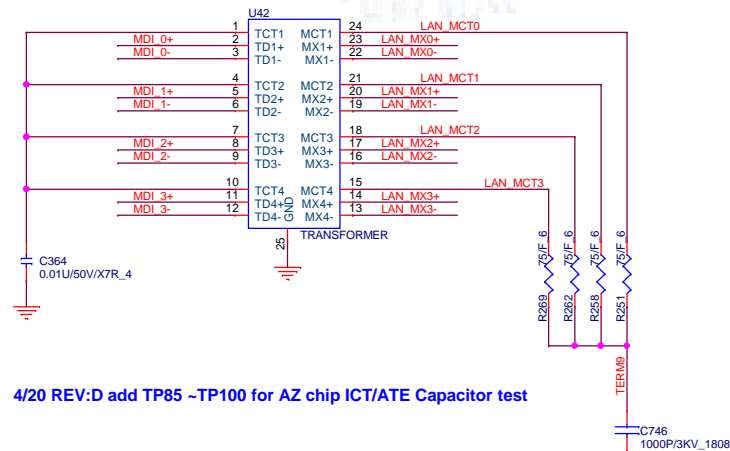 U42
1 TCT1 MCT1 24 LAN_MCT0
MDI_0+ 2 TD1+ MX1+ 23 LAN_MX0+
MDI_0- 3 TD1- MX1- 22 LAN_MX0-
4 TCT2 MCT2 21 LAN_MCT1
MDI_1+ 5 TD2+ MX2+ 20 LAN_MX1+
MDI_1- 6 TD2- MX2- 19 LAN_MX1-
7 TCT3 MCT3 18 LAN_MCT2
MDI_2+ 8 TD3+ MX3+ 17 LAN_MX2+
MDI_2- 9 TD3- MX3- 16 LAN_MX2-
10 TCT4 MCT4 15 LAN_MCT3
MDI_3+ 11 TD4+ MX4+ 14 LAN_MX3+
MDI_3- 12 TD4- MX4- 13 LAN_MX3-
GND
25
TRANSFORMER
C364
0.01U/50V/X7R_4
75/F_6
75/F_6
75/F_6
75/F_6
R269
R262
R258
R251
TERM9
4/20 REV:D add TP85 ~TP100 for AZ chip ICT/ATE Capacitor test
C746
1000P/3KV_1808